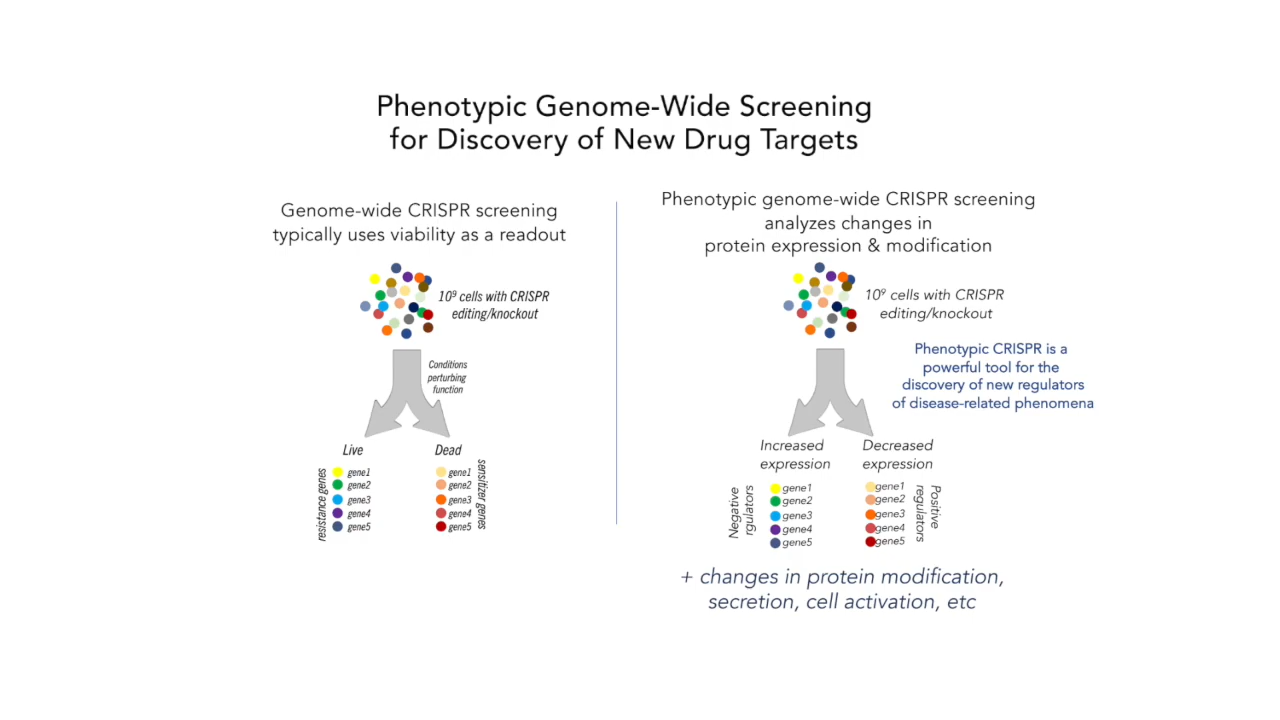 Phenotypic Genome-Wide Screening
for Discovery of New Drug Targets
Genome-wide CRISPR screening
typically uses viability as a readout
10⁹ cells with CRISPR
editing/knockout
Conditions
perturbing
function
Live
Dead
resistance genes
gene1
gene2
gene3
gene4
gene5
gene1
gene2
gene3
gene4
gene5
sensitizer genes
Phenotypic genome-wide CRISPR screening
analyzes changes in
protein expression & modification
10⁹ cells with CRISPR
editing/knockout
Phenotypic CRISPR is a
powerful tool for the
discovery of new regulators
of disease-related phenomena
Increased
expression
Decreased
expression
Negative
rgulators
gene1
gene2
gene3
gene4
gene5
gene1
gene2
gene3
gene4
gene5
Positive
regulators
+ changes in protein modification,
secretion, cell activation, etc